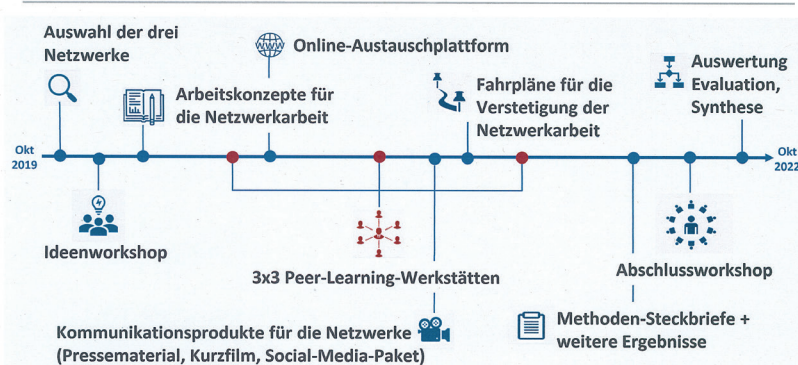 Auswahl der drei
Netzwerke
Online-Austauschplattform
Arbeitskonzepte für
die Netzwerkarbeit
Fahrpläne für die
Verstetigung der
Netzwerkarbeit
Auswertung
Evaluation,
Synthese
Okt
2019
Okt
2022
Ideenworkshop
3x3 Peer-Learning-Werkstätten
Abschlussworkshop
Kommunikationsprodukte für die Netzwerke
(Pressematerial, Kurzfilm, Social-Media-Paket)
Methoden-Steckbriefe +
weitere Ergebnisse
WWW